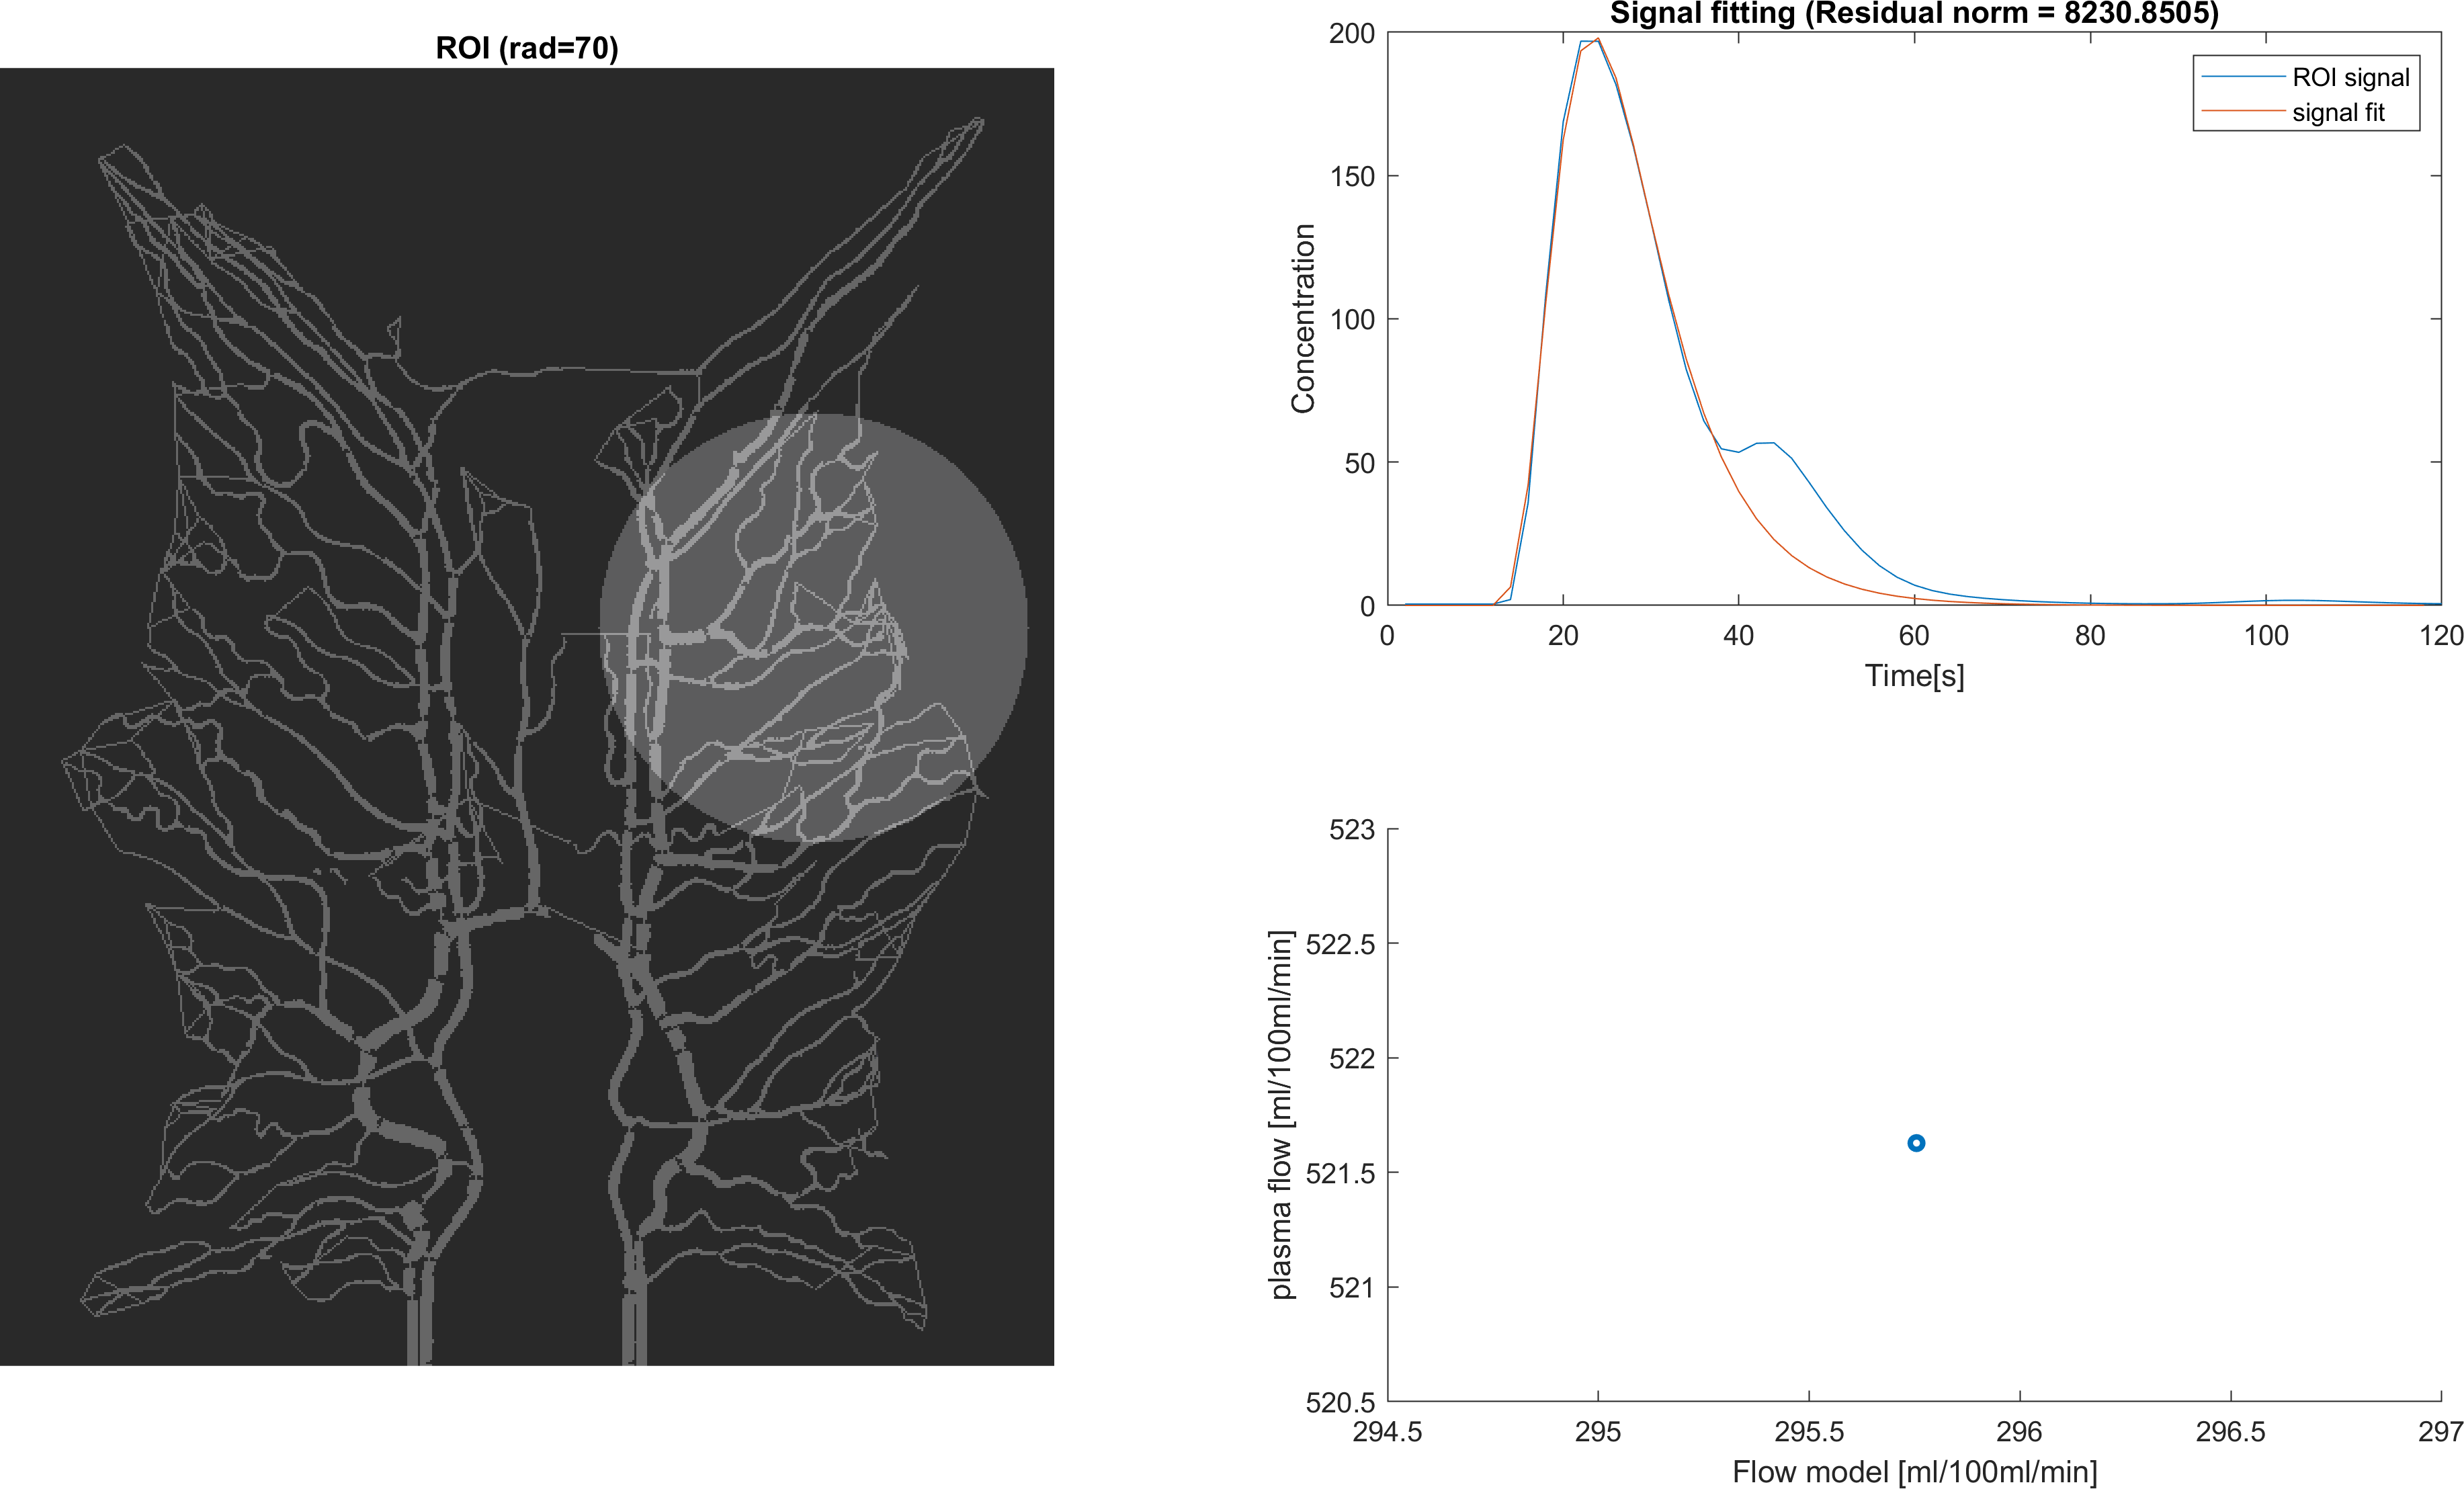 ROI (rad=70)
Signal fitting (Residual norm = 8230.8505)
200
150
100
50
0
Concentration
ROI signal
signal fit
0 20 40 60 80 100 120
Time[s]
523
522.5
522
521.5
521
520.5
plasma flow [ml/100ml/min]
294.5 295 295.5 296 296.5 297
Flow model [ml/100ml/min]